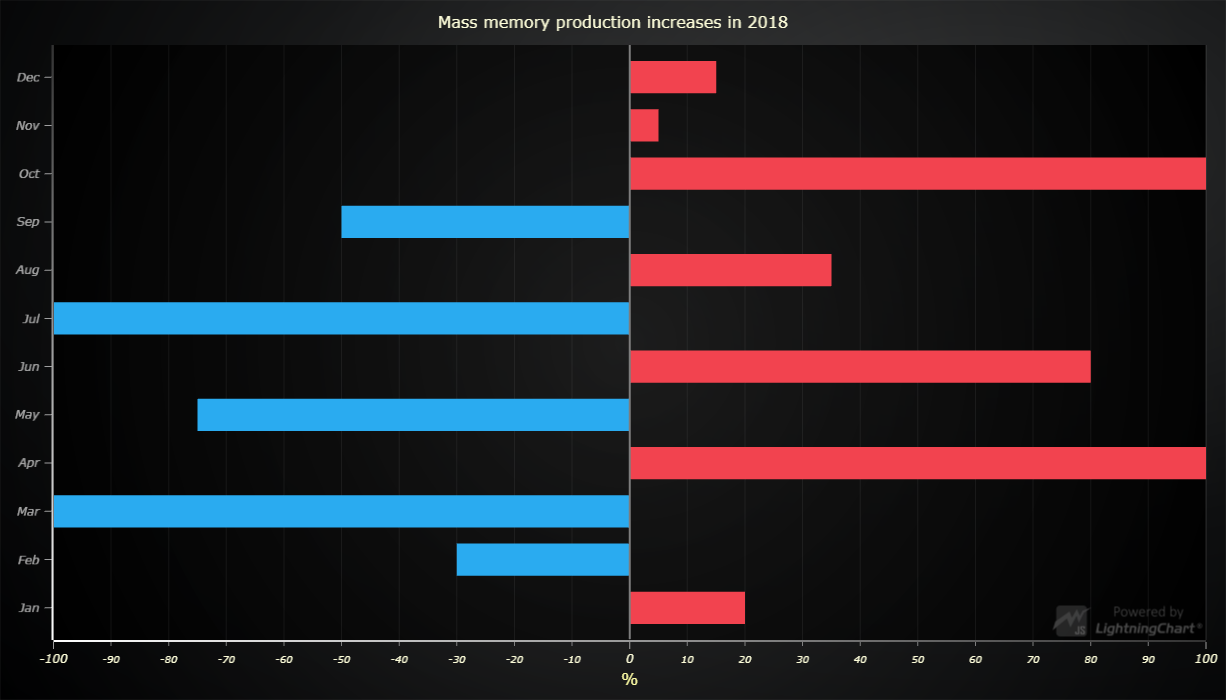 Mass memory production increases in 2018
Dec
Nov
Oct
Sep
Aug
Jul
Jun
May
Apr
Mar
Feb
Jan
Powered by
JS LightningChart®
-100 -90 -80 -70 -60 -50 -40 -30 -20 -10 0 10 20 30 40 50 60 70 80 90 100
%